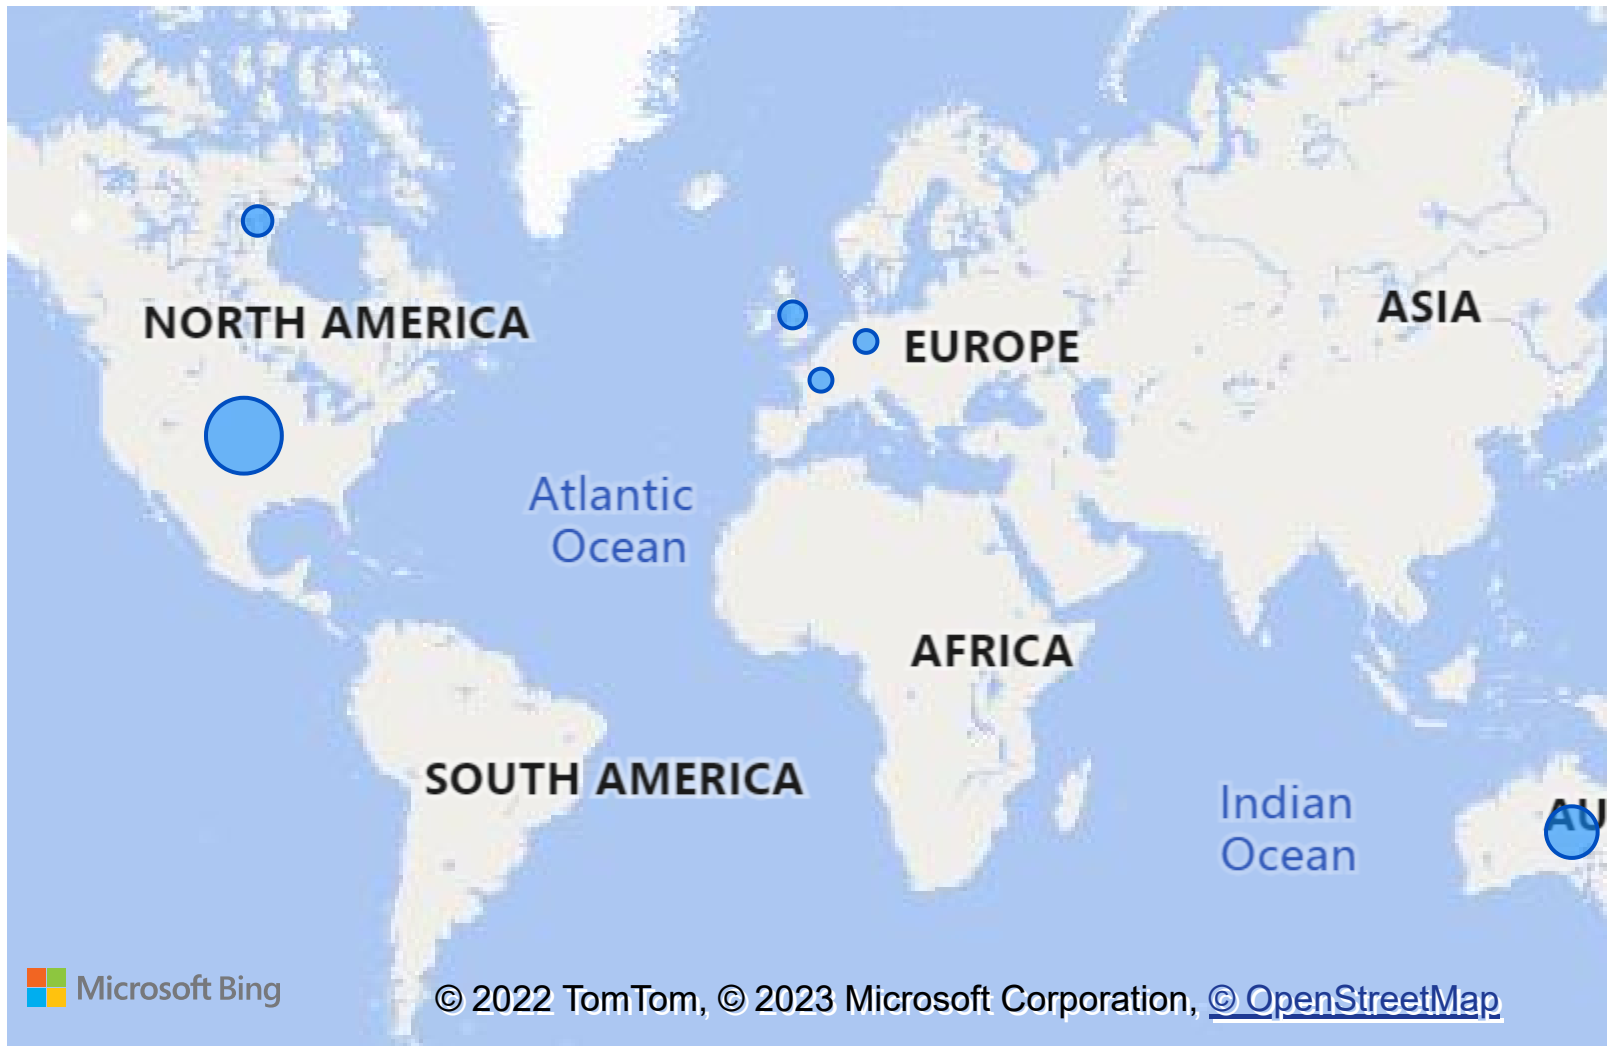 NORTH AMERICA
EUROPE
ASIA
Atlantic
Ocean
AFRICA
SOUTH AMERICA
Indian
Ocean
AU
Microsoft Bing
© 2022 TomTom, © 2023 Microsoft Corporation, © OpenStreetMap